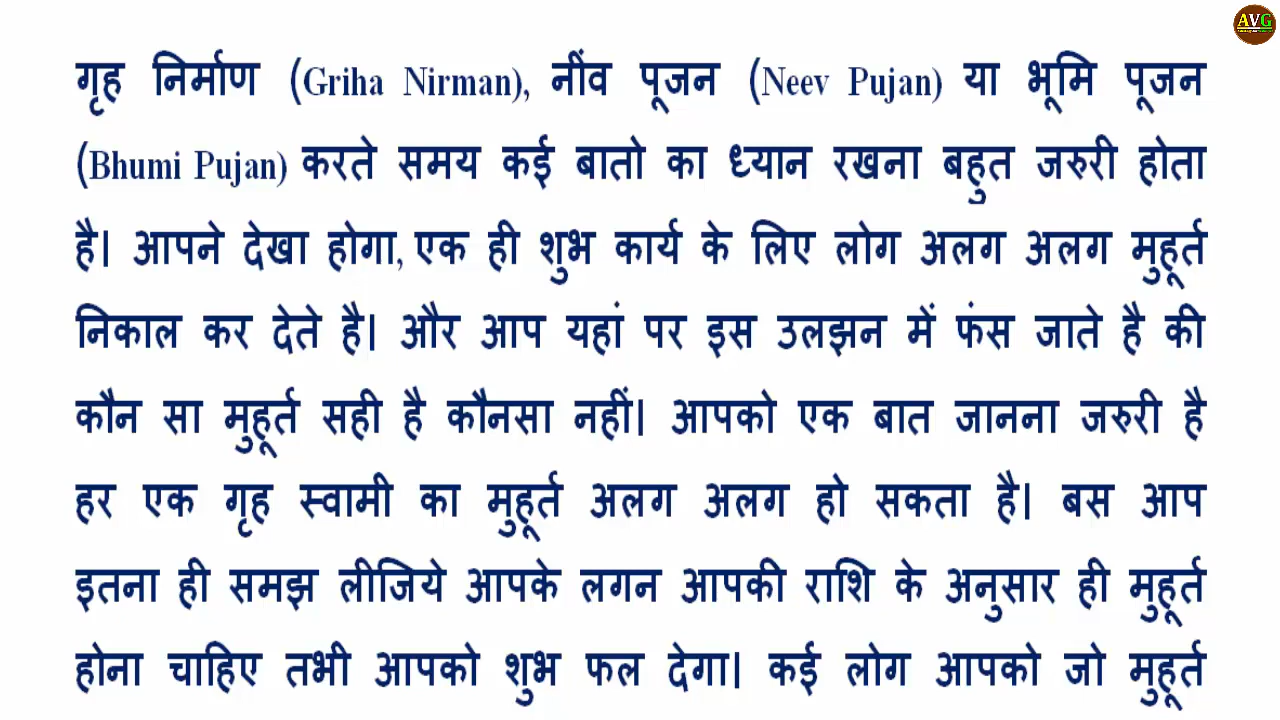 AVG
गृह निर्माण (Griha Nirman), नींव पूजन (Neev Pujan) या भूमि पूजन
(Bhumi Pujan) करते समय कई बातो का ध्यान रखना बहुत जरुरी होता
है। आपने देखा होगा, एक ही शुभ कार्य के लिए लोग अलग अलग मुहूर्त
निकाल कर देते है। और आप यहां पर इस उलझन में फंस जाते है की
कौन सा मुहूर्त सही है कौनसा नहीं। आपको एक बात जानना जरुरी है
हर एक गृह स्वामी का मुहूर्त अलग अलग हो सकता है। बस आप
इतना ही समझ लीजिये आपके लगन आपकी राशि के अनुसार ही मुहूर्त
होना चाहिए तभी आपको शुभ फल देगा। कई लोग आपको जो मुहूर्त